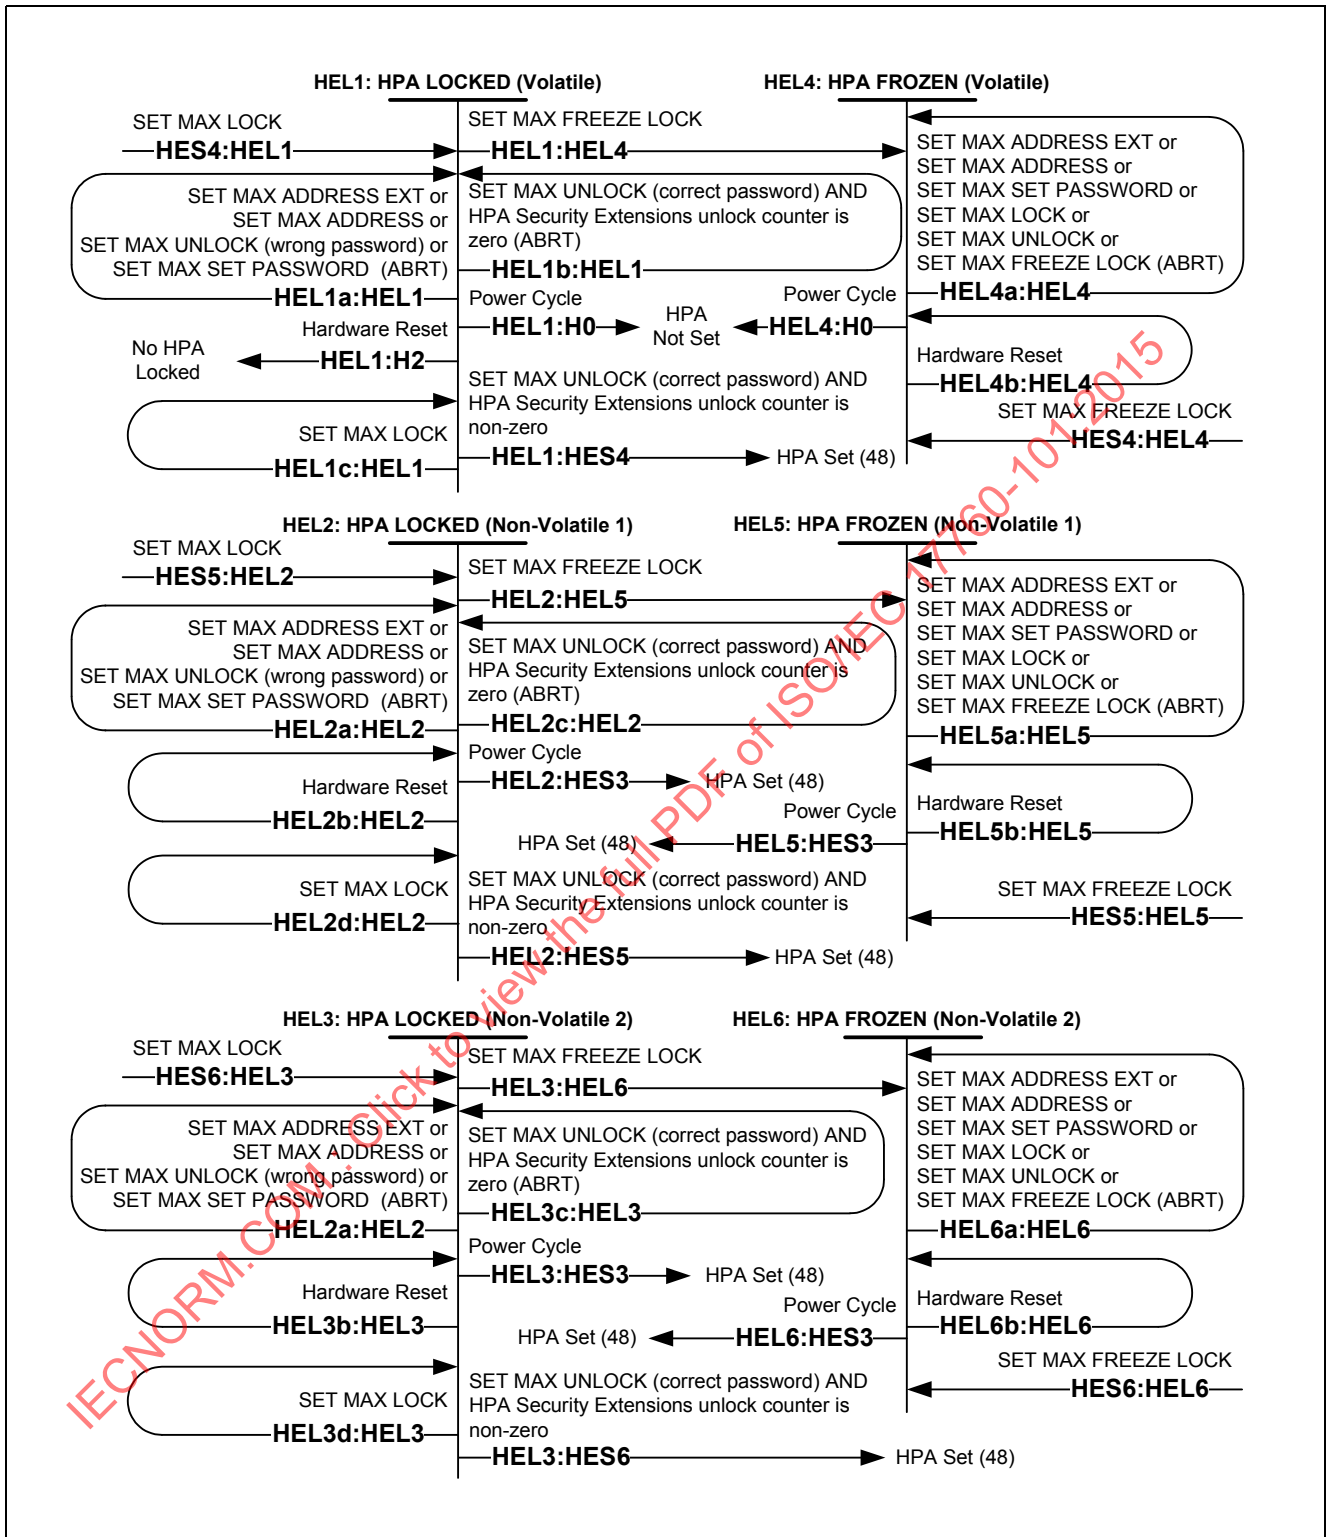 HEL1: HPA LOCKED (Volatile)
HEL4: HPA FROZEN (Volatile)
SET MAX LOCK
HES4:HEL1
SET MAX FREEZE LOCK
HEL1:HEL4
SET MAX ADDRESS EXT or
SET MAX ADDRESS or
SET MAX UNLOCK (wrong password) or
SET MAX SET PASSWORD (ABRT)
HEL1a:HEL1
SET MAX UNLOCK (correct password) AND
HPA Security Extensions unlock counter is
zero (ABRT)
HEL1b:HEL1
SET MAX ADDRESS EXT or
SET MAX ADDRESS or
SET MAX SET PASSWORD or
SET MAX LOCK or
SET MAX UNLOCK or
SET MAX FREEZE LOCK (ABRT)
HEL4a:HEL4
Power Cycle
HEL1:H0
HPA
Not Set
Power Cycle
HEL4:H0
Hardware Reset
HEL1:H2
No HPA
Locked
Hardware Reset
HEL4b:HEL4
SET MAX UNLOCK (correct password) AND
HPA Security Extensions unlock counter is
non-zero
HEL1:HES4
HPA Set (48)
SET MAX LOCK
HEL1c:HEL1
SET MAX FREEZE LOCK
HES4:HEL4
HEL2: HPA LOCKED (Non-Volatile 1)
HEL5: HPA FROZEN (Non-Volatile 1)
SET MAX LOCK
HES5:HEL2
SET MAX FREEZE LOCK
HEL2:HEL5
SET MAX ADDRESS EXT or
SET MAX ADDRESS or
SET MAX UNLOCK (wrong password) or
SET MAX SET PASSWORD (ABRT)
HEL2a:HEL2
SET MAX UNLOCK (correct password) AND
HPA Security Extensions unlock counter is
zero (ABRT)
HEL2c:HEL2
SET MAX ADDRESS EXT or
SET MAX ADDRESS or
SET MAX SET PASSWORD or
SET MAX LOCK or
SET MAX UNLOCK or
SET MAX FREEZE LOCK (ABRT)
HEL5a:HEL5
Power Cycle
HEL2:HES3
HPA Set (48)
Hardware Reset
HEL2b:HEL2
Power Cycle
HEL5:HES3
HPA Set (48)
Hardware Reset
HEL5b:HEL5
SET MAX LOCK
HEL2d:HEL2
SET MAX UNLOCK (correct password) AND
HPA Security Extensions unlock counter is
non-zero
HEL2:HES5
HPA Set (48)
SET MAX FREEZE LOCK
HES5:HEL5
HEL3: HPA LOCKED (Non-Volatile 2)
HEL6: HPA FROZEN (Non-Volatile 2)
SET MAX LOCK
HES6:HEL3
SET MAX FREEZE LOCK
HEL3:HEL6
SET MAX ADDRESS EXT or
SET MAX ADDRESS or
SET MAX UNLOCK (wrong password) or
SET MAX SET PASSWORD (ABRT)
HEL2a:HEL2
SET MAX UNLOCK (correct password) AND
HPA Security Extensions unlock counter is
zero (ABRT)
HEL3c:HEL3
SET MAX ADDRESS EXT or
SET MAX ADDRESS or
SET MAX SET PASSWORD or
SET MAX LOCK or
SET MAX UNLOCK or
SET MAX FREEZE LOCK (ABRT)
HEL6a:HEL6
Power Cycle
HEL3:HES3
HPA Set (48)
Hardware Reset
HEL3b:HEL3
Power Cycle
HEL6:HES3
HPA Set (48)
Hardware Reset
HEL6b:HEL6
SET MAX LOCK
HEL3d:HEL3
SET MAX UNLOCK (correct password) AND
HPA Security Extensions unlock counter is
non-zero
HEL3:HES6
HPA Set (48)
SET MAX FREEZE LOCK
HES6:HEL6
IECNORM.COM : Click to view the full PDF of ISO/IEC 17760-101:2015